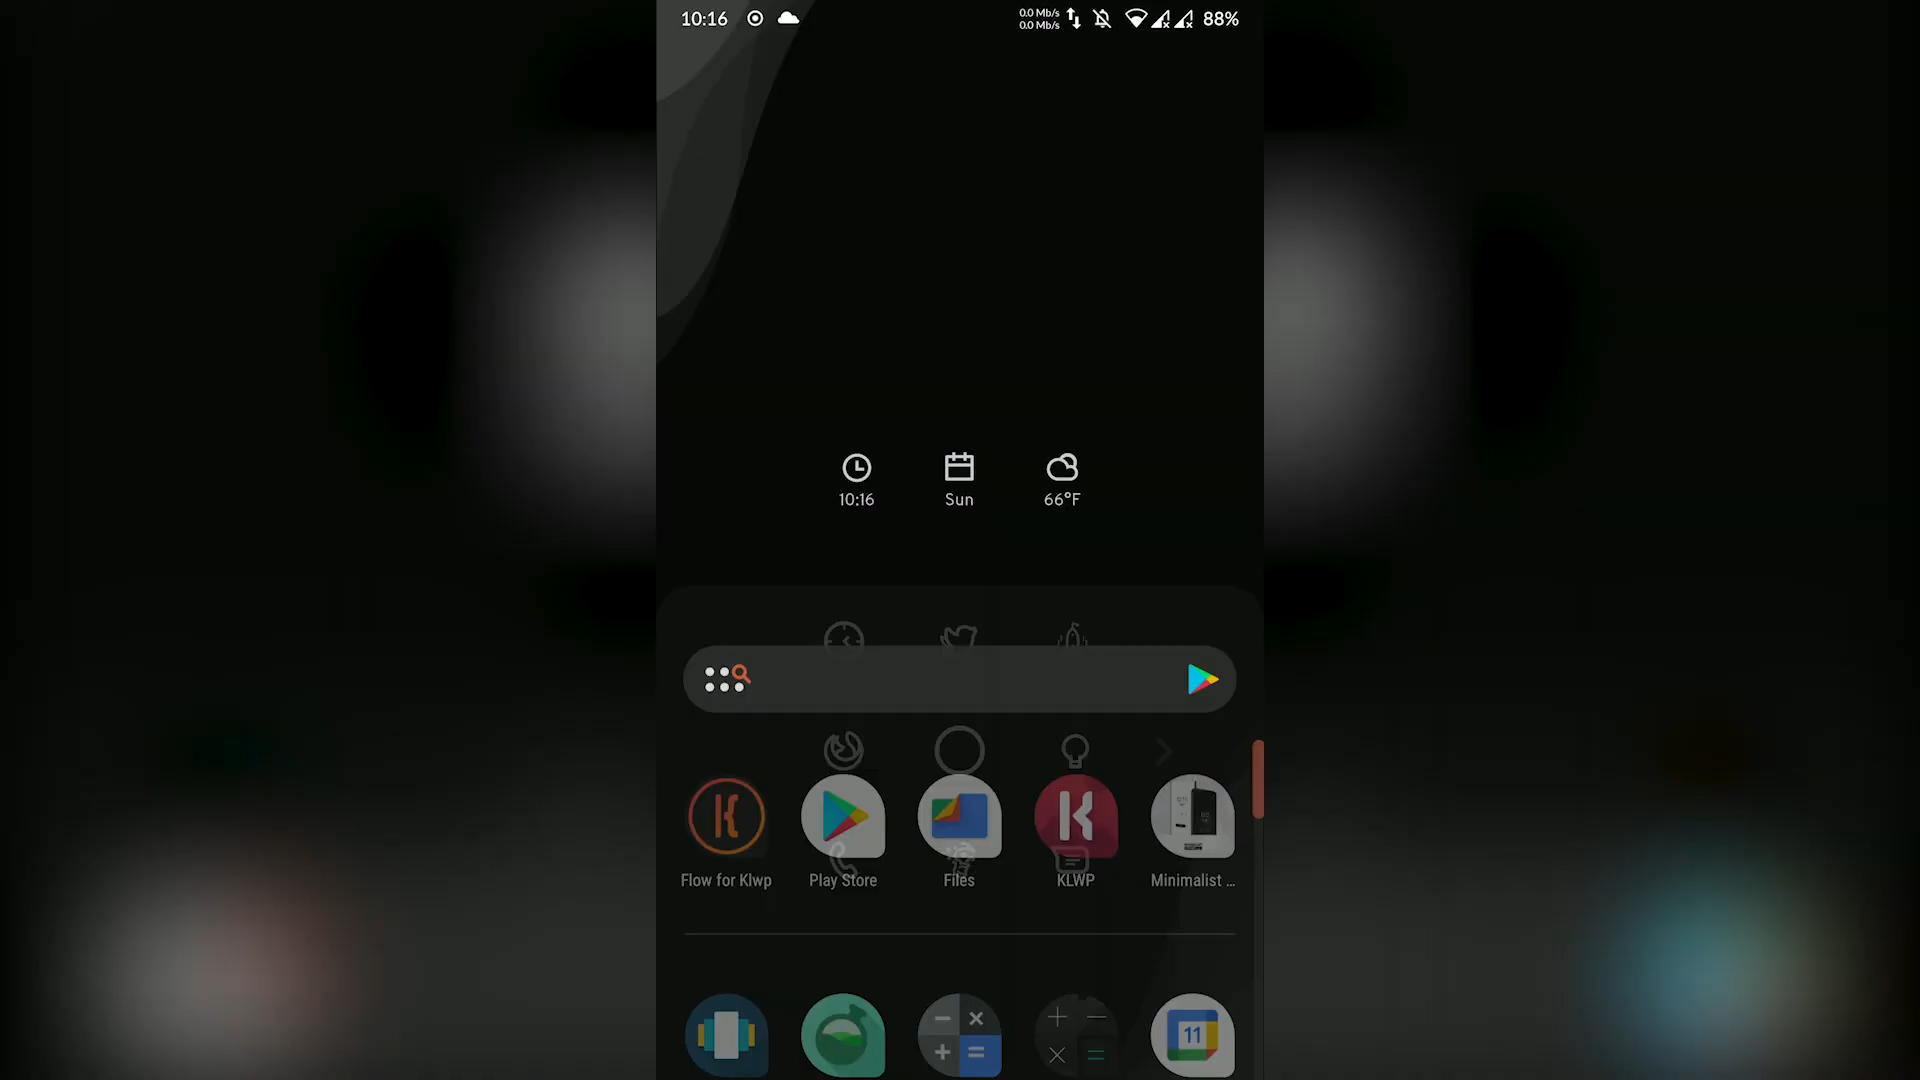 10:16
0.0 Mb/s
0.0 Mb/s
88%
10:16 Sun 66°F
Flow for Klwp Play Store Files KLWP Minimalist ...
11